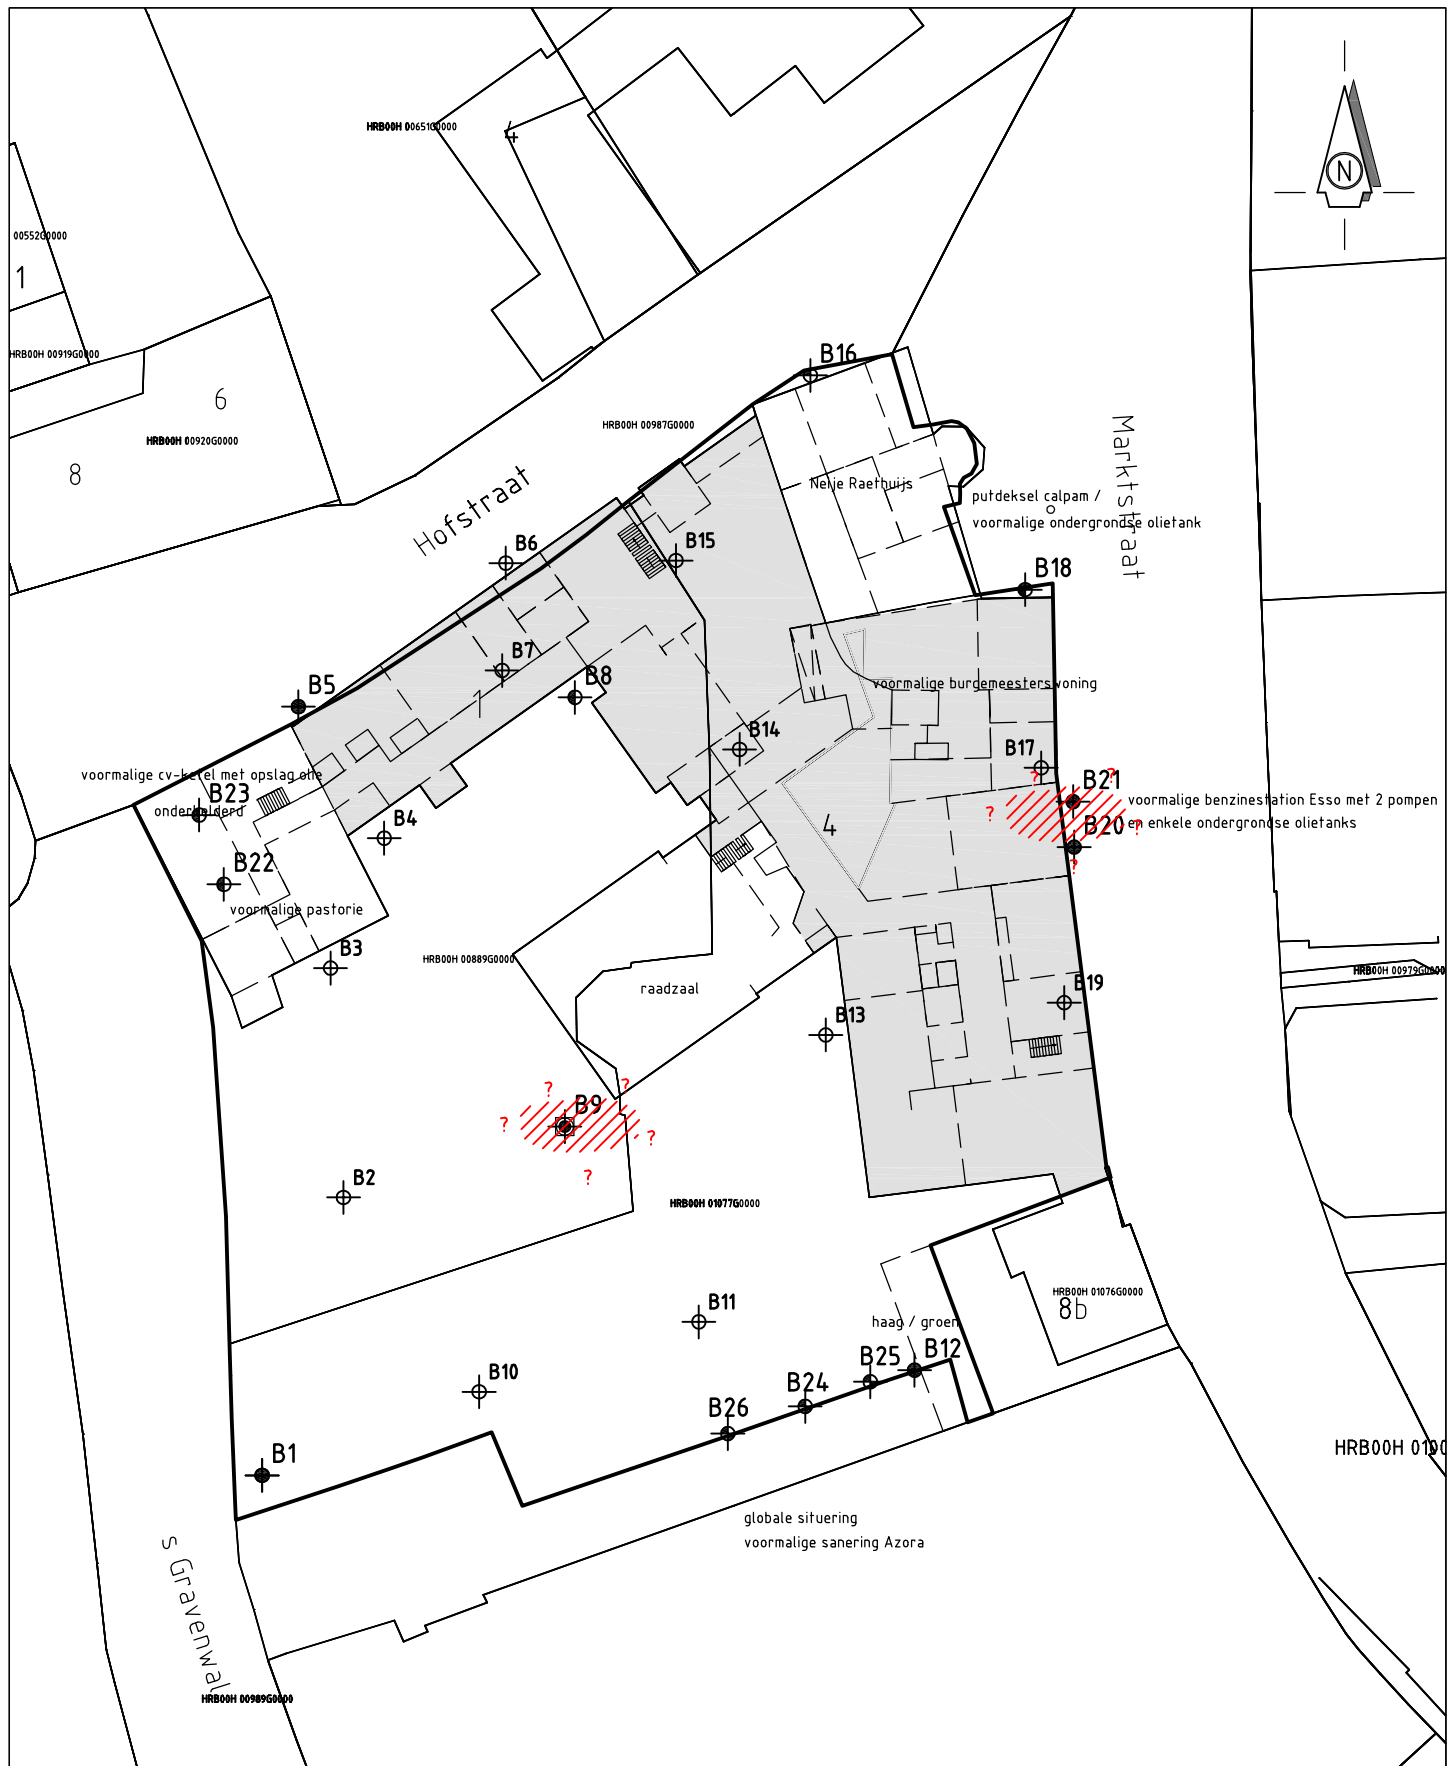 HRB00H 00651G0000
4
N
00552G0000
1
HRB00H 00919G0000
6
HRB00H 00920G0000
8
B16
HRB00H 00987G0000
Hofstraat
Marktstraat
putdeksel calpam /
voormalige ondergrondse olietank
B6
B15
B18
B7
B8
voormalige burgemeesterswoning
B5
B14
B17
voormalige cv-ketel met opslag olie
onderkelderd
B23
B4
4
?
?
?
B21
voormalige benzinestation Esso met 2 pompen
en enkele ondergrondse olietanks
?
B20
?
B22
voormalige pastorie
B3
HRB00H 00889G0000
raadzaal
HRB00H 00979G0000
B19
B13
?
?
?
B9
?
?
B2
HRB00H 01077G0000
HRB00H 01076G0000
8b
B11
haag / groen
B12
B25
B10
B24
B26
HRB00H 0100
B1
globale situering
voormalige sanering Azora
s Gravenwal
HRB00H 00989G0000